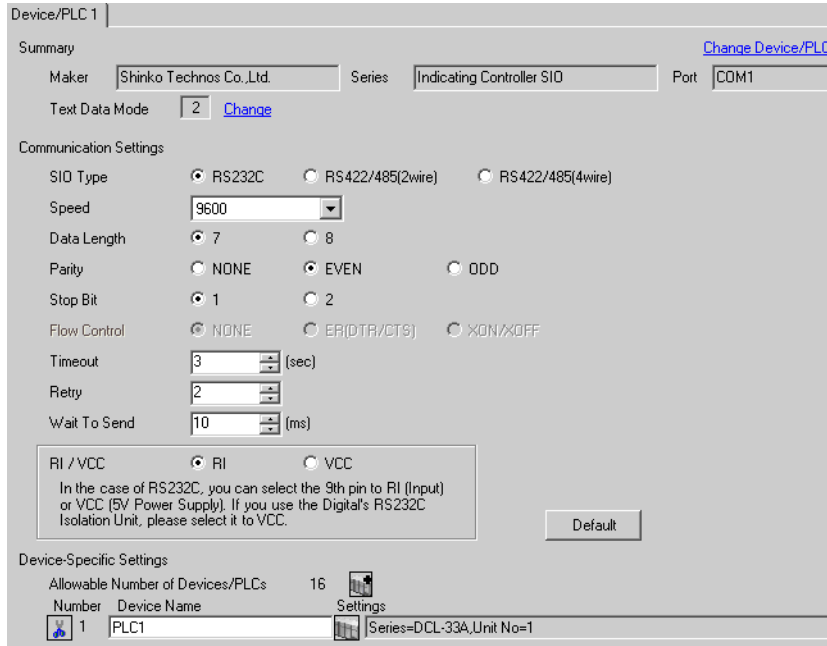 Device/PLC 1
Summary Change Device/PLC
Maker Shinko Technos Co.,Ltd. Series Indicating Controller SIO Port COM1
Text Data Mode 2 Change
Communication Settings
SIO Type RS232C RS422/485(2wire) RS422/485(4wire)
Speed 9600
Data Length 7 8
Parity NONE EVEN ODD
Stop Bit 1 2
Flow Control NONE ER(DTR/CTS) XON/XOFF
Timeout 3 (sec)
Retry 2
Wait To Send 10 (ms)
RI / VCC RI VCC
In the case of RS232C, you can select the 9th pin to RI (Input)
or VCC (5V Power Supply). If you use the Digital's RS232C
Isolation Unit, please select it to VCC.
Default
Device-Specific Settings
Allowable Number of Devices/PLCs 16
Number Device Name Settings
1 PLC1 Series=DCL-33A,Unit No=1